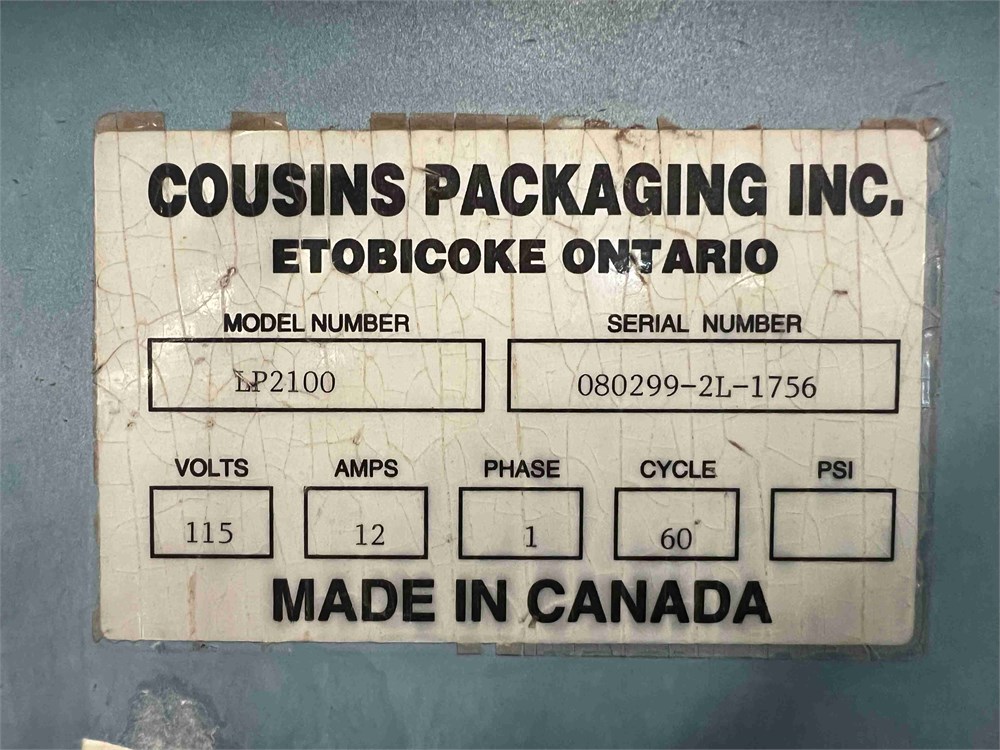 COUSINS PACKAGING INC.
ETOBICOKE ONTARIO
MODEL NUMBER SERIAL NUMBER
LP2100 080299-2L-1756
VOLTS AMPS PHASE CYCLE PSI
115 12 1 60
MADE IN CANADA